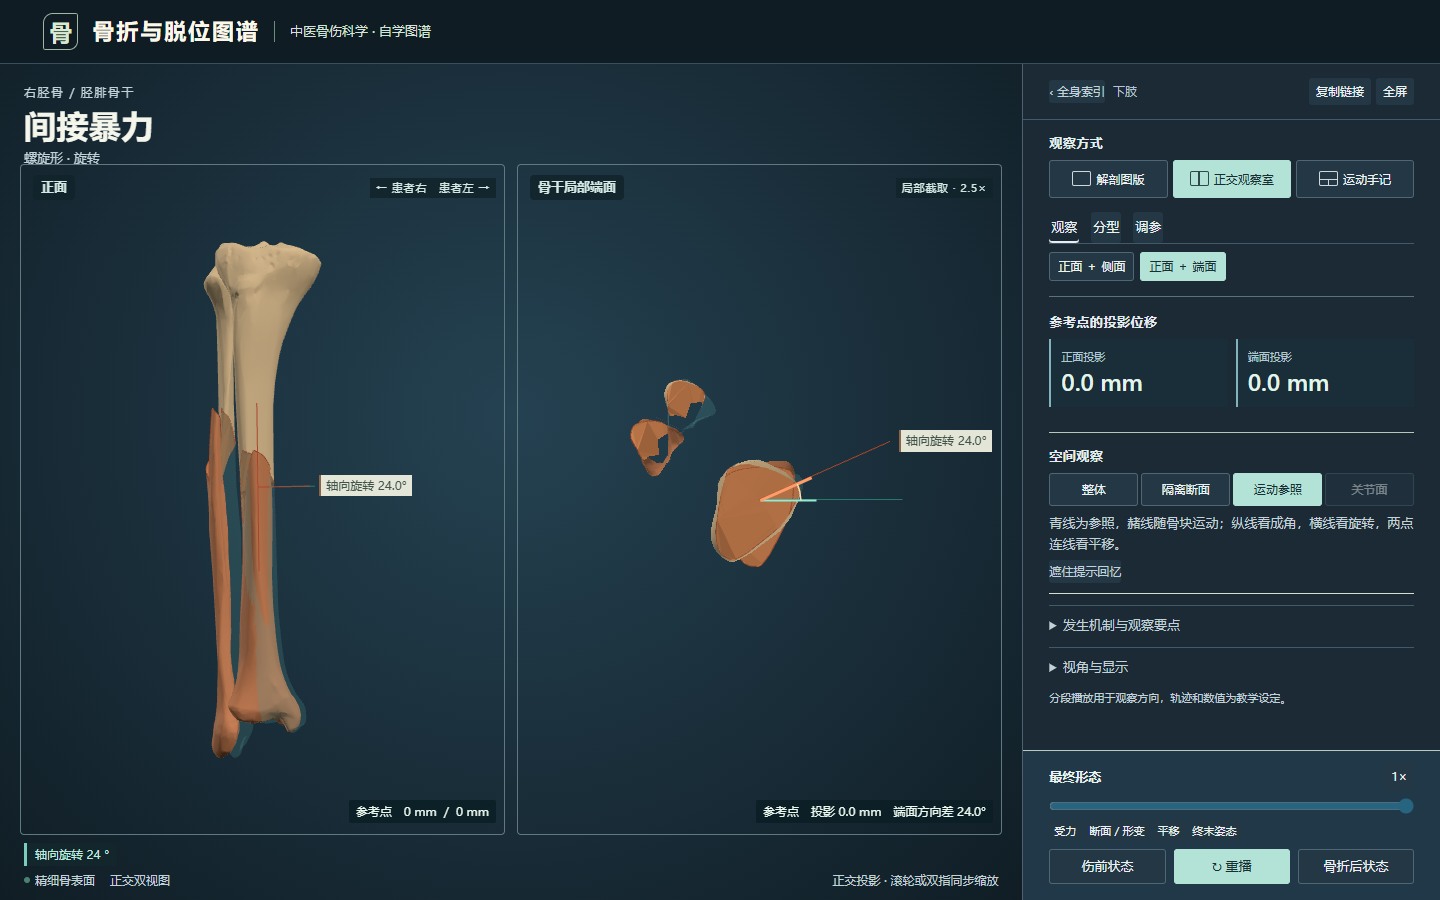 骨 骨折与脱位图谱 中医骨伤科学 · 自学图谱
右胫骨 / 胫腓骨干
间接暴力
螺旋形 · 旋转
正面 ← 患者右 患者左 →
轴向旋转 24.0°
参考点 0 mm / 0 mm
骨干局部端面 局部截取 · 2.5×
轴向旋转 24.0°
参考点 投影 0.0 mm 端面方向差 24.0°
轴向旋转 24 °
精细骨表面 正交双视图
正交投影 · 滚轮或双指同步缩放
‹ 全身索引 下肢 复制链接 全屏
观察方式
解剖图版 正交观察室 运动手记
观察 分型 调参
正面 + 侧面 正面 + 端面
参考点的投影位移
正面投影 端面投影
0.0 mm 0.0 mm
空间观察
整体 隔离断面 运动参照 关节面
青线为参照，赭线随骨块运动；纵线看成角，横线看旋转，两点
连线看平移。
遮住提示回忆
▶ 发生机制与观察要点
▶ 视角与显示
分段播放用于观察方向，轨迹和数值为教学设定。
最终形态 1×
受力 断面 / 形变 平移 终末姿态
伤前状态 ↻ 重播 骨折后状态